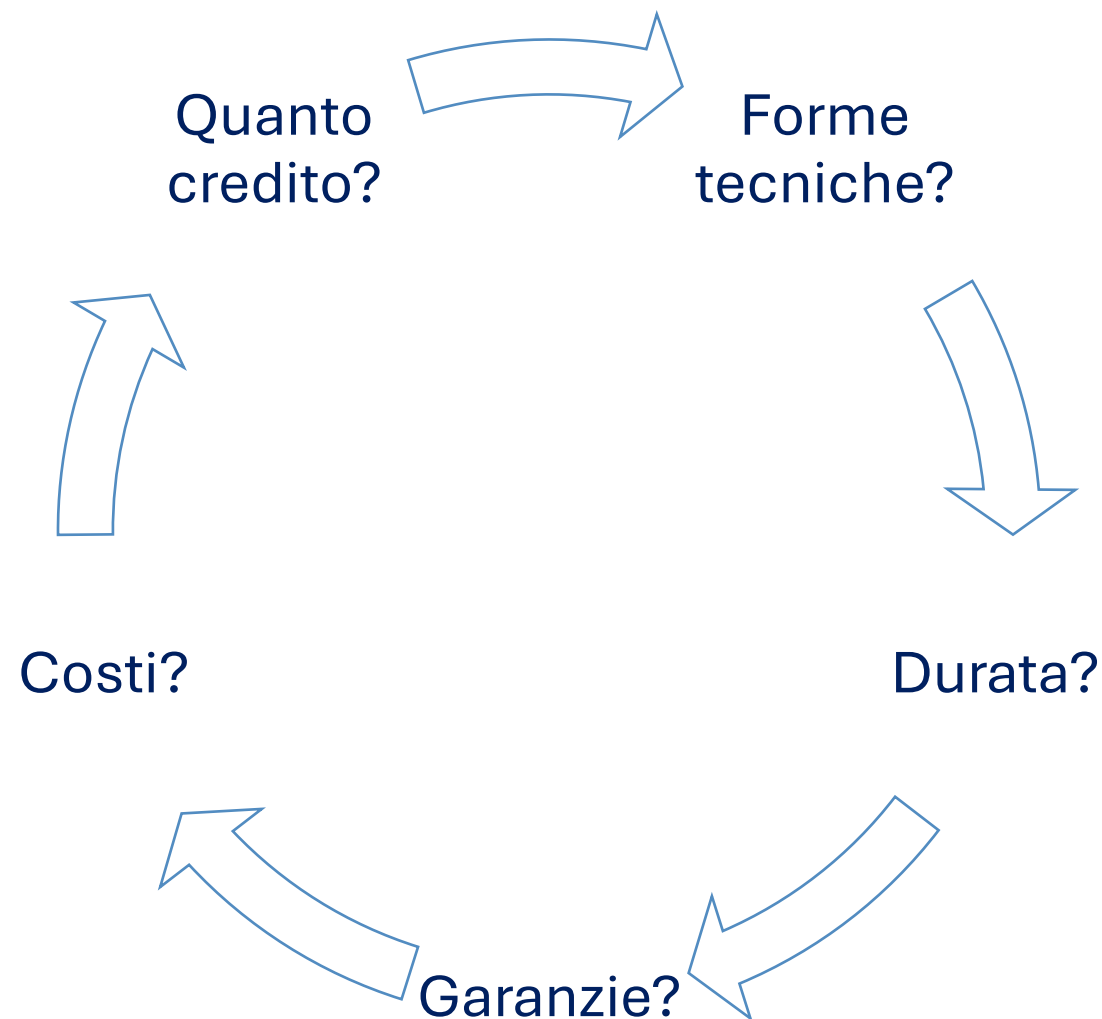 Quanto
credito?
Forme
tecniche?
Durata?
Garanzie?
Costi?